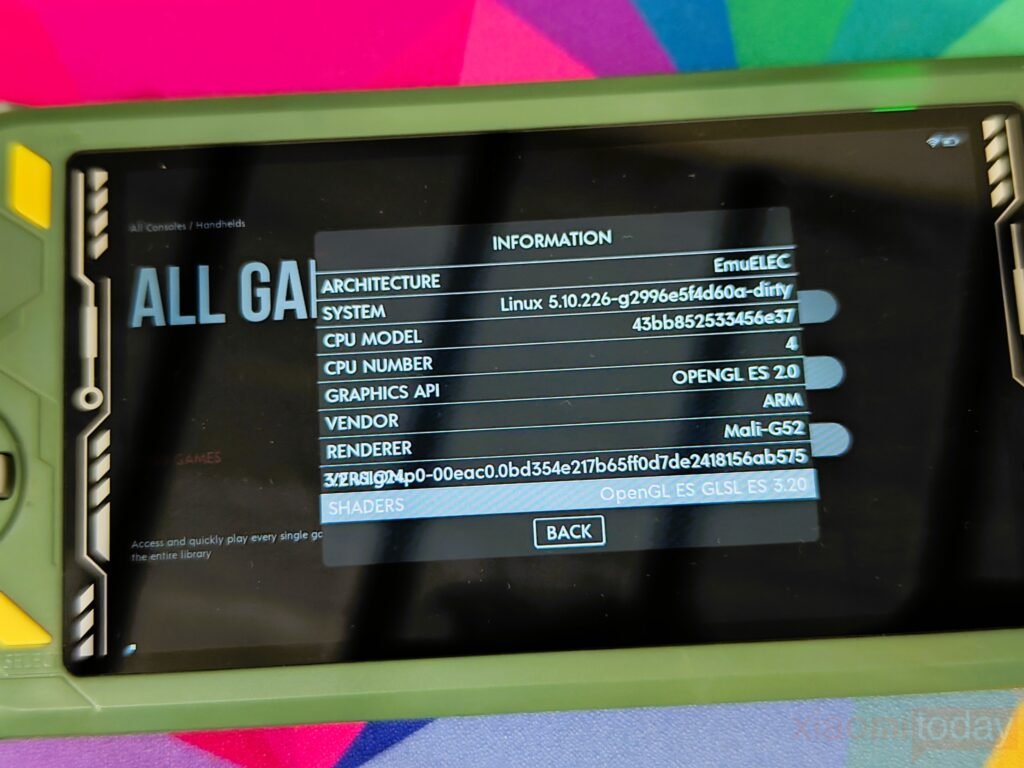 All Consoles / Handhelds
ALL GA
GAMES
Access and quickly play every single ga
the entire library
INFORMATION
ARCHITECTURE EmuELEC
SYSTEM Linux 5.10.226-g2996e5f4d60a-dirty
CPU MODEL 43bb852533456e37
CPU NUMBER 4
GRAPHICS API OPENGL ES 2.0
VENDOR ARM
RENDERER Mali-G52
SHADERS OpenGL ES GLSL ES 3.20
BACK
SELEC
xiaomitoday